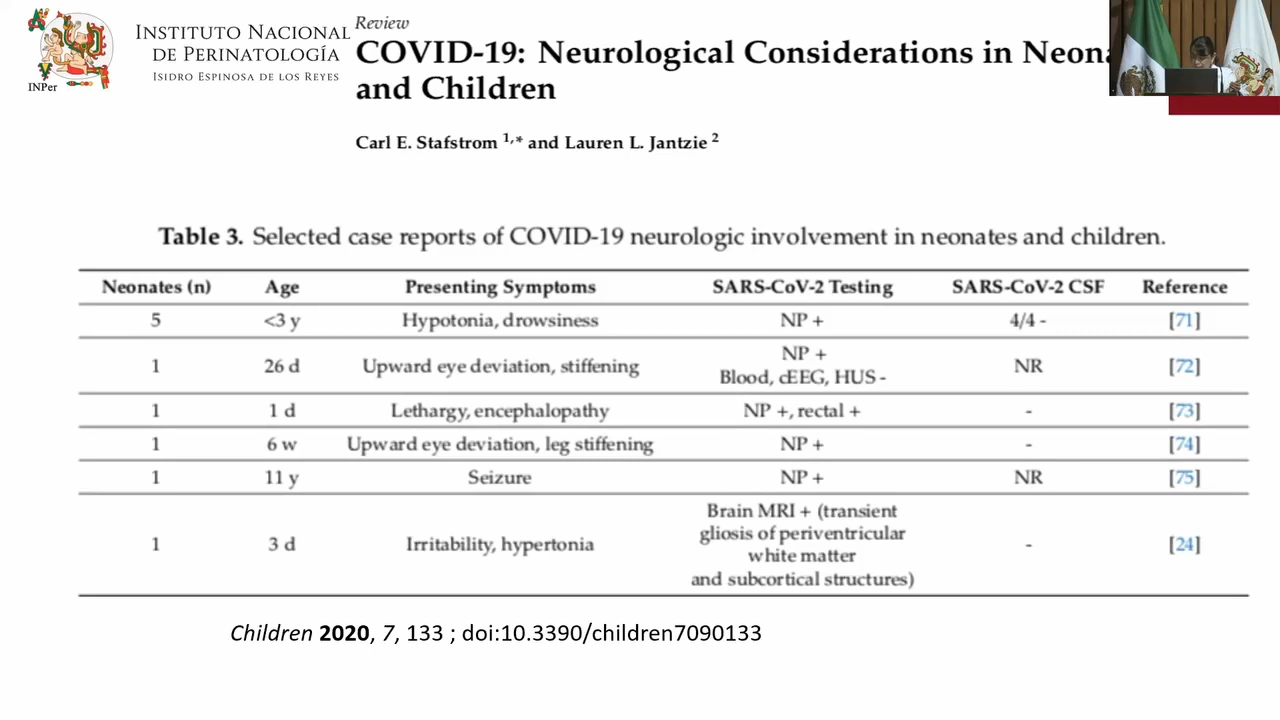 INSTITUTO NACIONAL
DE PERINATOLOGÍA
ISIDRO ESPINOSA DE LOS REYES
INPer
Review
COVID-19: Neurological Considerations in
and Children
Carl E. Stafstrom 1,* and Lauren L. Jantzie 2
Table 3. Selected case reports of COVID-19 neurologic involvement in neonates and children.
Neonates (n) Age Presenting Symptoms SARS-CoV-2 Testing SARS-CoV-2 CSF Reference
5 <3 y Hypotonia, drowsiness NP + 4/4 - [71]
1 26 d Upward eye deviation, stiffening NP + NR [72]
Blood, cEEG, HUS -
1 1 d Lethargy, encephalopathy NP +, rectal + - [73]
1 6 w Upward eye deviation, leg stiffening NP + - [74]
1 11 y Seizure NP + NR [75]
1 3 d Irritability, hypertonia Brain MRI + (transient
gliosis of periventricular
white matter
and subcortical structures) - [24]
Children 2020, 7, 133 ; doi:10.3390/children7090133